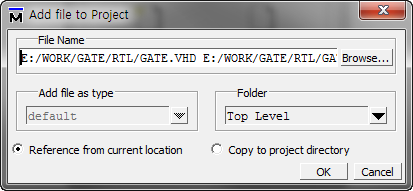 Add file to Project
File Name
E:/WORK/GATE/RTL/GATE.VHD E:/WORK/GATE/RTL/GA
Browse...
Add file as type
default
Folder
Top Level
Reference from current location
Copy to project directory
OK
Cancel